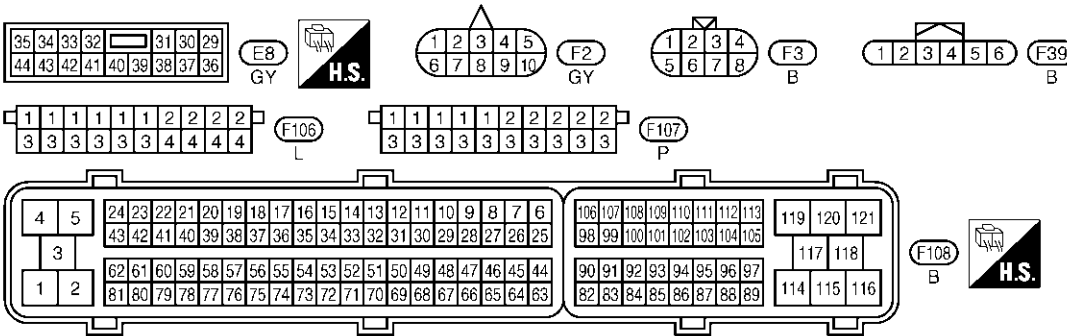 35 34 33 32 31 30 29
44 43 42 41 40 39 38 37 36
E8
GY
H.S.
1 2 3 4 5
6 7 8 9 10
F2
GY
1 2 3 4
5 6 7 8
F3
B
1 2 3 4 5 6
F39
B
1 1 1 1 1 1 2 2 2 2
3 3 3 3 3 3 4 4 4 4
F106
L
1 1 1 1 1 2 2 2 2 2
3 3 3 3 3 3 3 3 3 3
F107
P
4 5
3
1 2
24 23 22 21 20 19 18 17 16 15 14 13 12 11 10 9 8 7 6
43 42 41 40 39 38 37 36 35 34 33 32 31 30 29 28 27 26 25
62 61 60 59 58 57 56 55 54 53 52 51 50 49 48 47 46 45 44
81 80 79 78 77 76 75 74 73 72 71 70 69 68 67 66 65 64 63
106 107 108 109 110 111 112 113
98 99 100 101 102 103 104 105
90 91 92 93 94 95 96 97
82 83 84 85 86 87 88 89
119 120 121
117 118
114 115 116
F108
B
H.S.